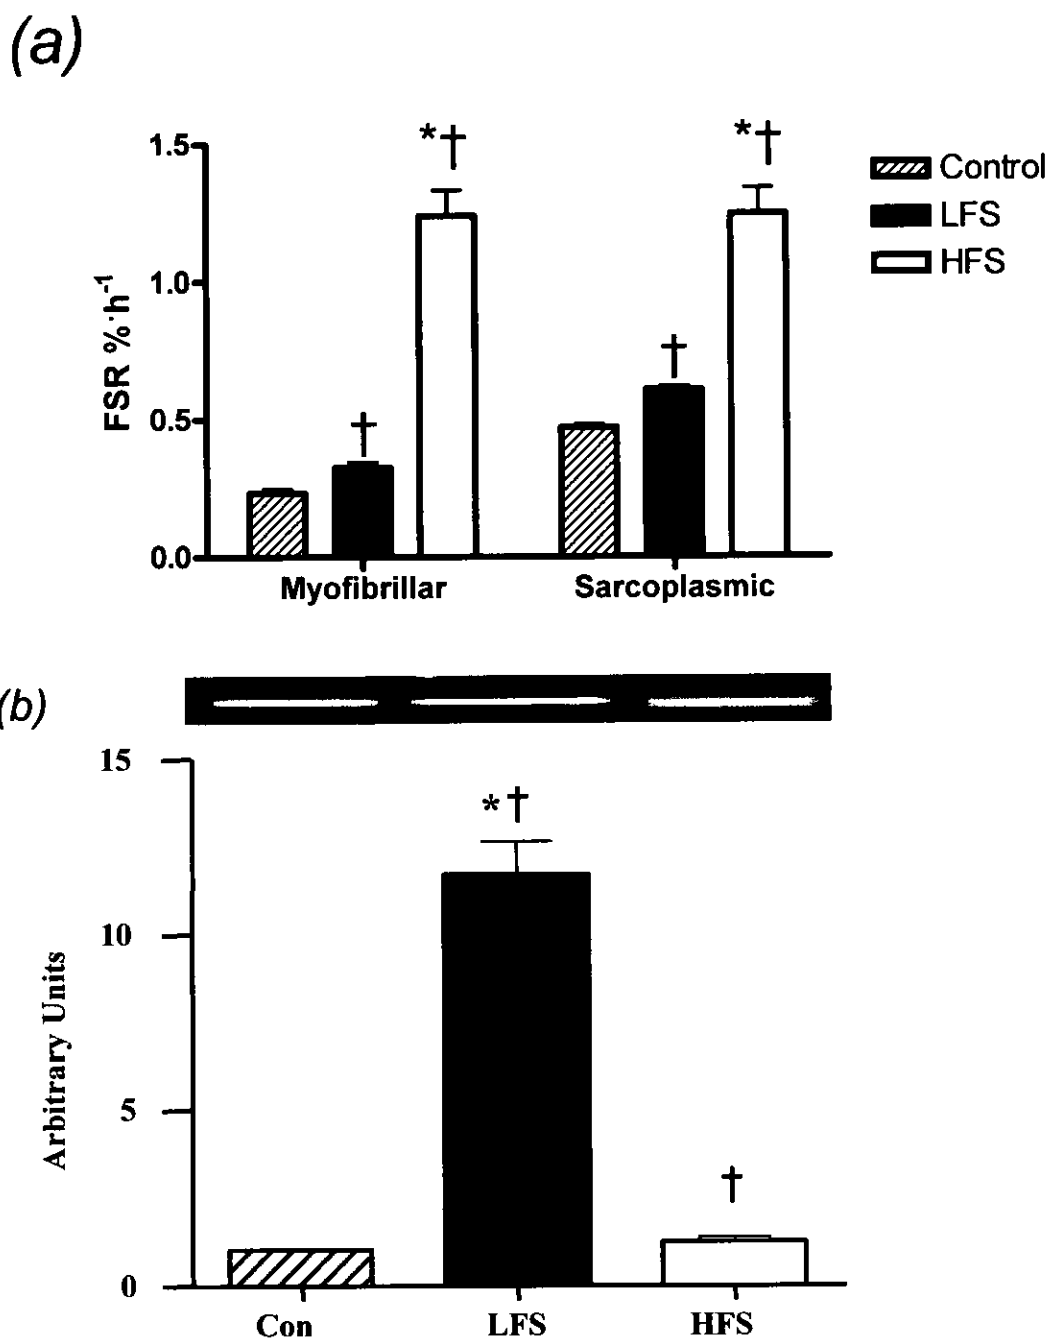 (a)
*† *†
1.5
Control
LFS
HFS
1.0
FSR %·h⁻¹
†
0.5
†
0.0
Myofibrillar Sarcoplasmic
(b)
15
*†
10
Arbitrary Units
5
†
0
Con LFS HFS